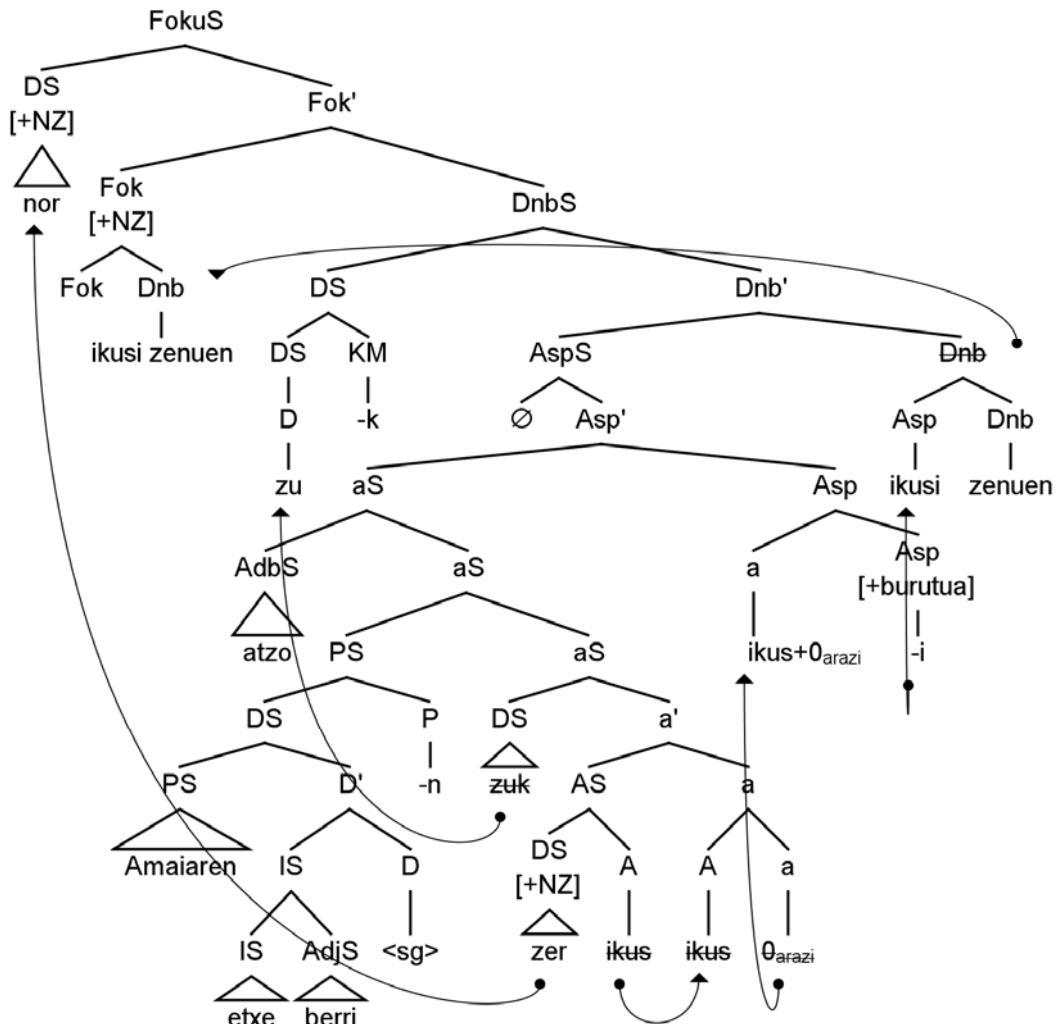 FokuS
DS
[+NZ]
Fok'
nor
Fok
[+NZ]
DnbS
Fok Dnb
DS
Dnb'
ikusi zenuen
DS KM
AspS
Dnb
D
-k
∅ Asp'
Asp Dnb
zu
aS
Asp
ikusi zenuen
AdbS
aS
a
Asp
[+burutua]
atzo
PS
aS
ikus+0arazi
-i
DS
P
DS
a'
PS
D'
-n
zuk
AS
a
Amaiaren
IS
D
DS
[+NZ]
A
A
a
IS
AdjS
<sg>
zer
ikus
ikus
0arazi
etxe
berri